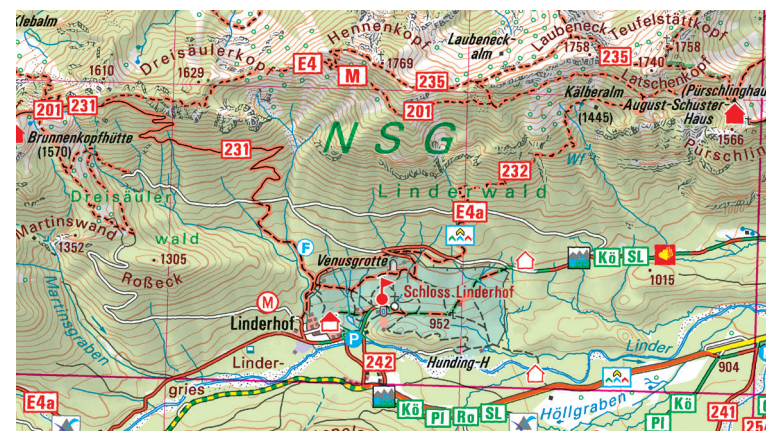 Klebalm
Hennenkopf
1769
Laubeneck-
alm
Laubeneck
1758
Teufelstättkopf
1758
Dreisäulerkopf
1610
1629
E4
M
235
235
1740
Latschenkopf
201
231
201
Kälberalm
(1445)
(Pürschlinghaus)
August-Schuster-
Haus
1566
Pürschling
Brunnenkopfhütte
(1570)
231
NSG
Wf
232
Linderwald
Dreisäuler
wald
E4a
Martinswand
1352
1305
Roßeck
F
Venusgrotte
Kö
SL
1015
Martinsgraben
M
Schloss Linderhof
Linderhof
952
P
Linder-
gries
242
Hunding-H
Linder
904
E4a
Kö
Pl
Ro
SL
Höllgraben
Kö
Pl
241
254